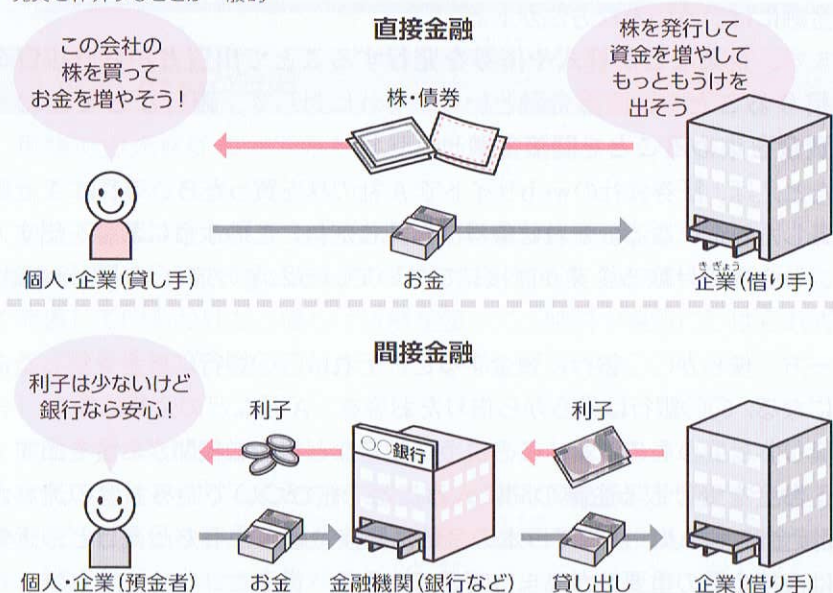 直接金融
この会社の
株を買って
お金を増やそう!
株を発行して
資金を増やして
もっともうけを
出そう
株・債券
お金
個人・企業(貸し手)
きぎょう
企業(借り手)
間接金融
利子は少ないけど
銀行なら安心!
利子
利子
○○銀行
お金
貸し出し
個人・企業(預金者)
金融機関(銀行など)
企業(借り手)